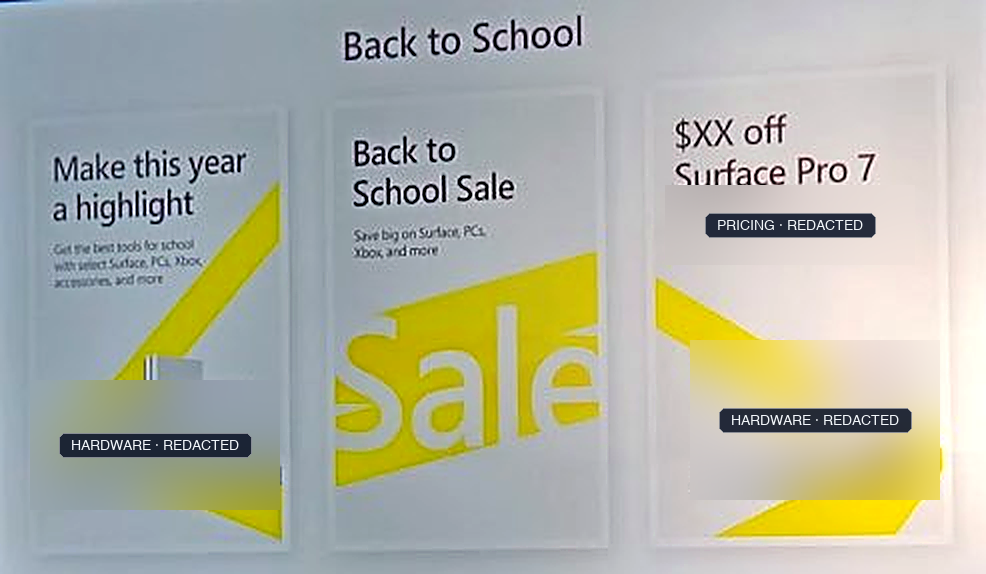 Back to School
Make this year
a highlight
Get the best tools for school
with select Surface, PCs, Xbox,
accessories, and more
HARDWARE · REDACTED
Back to
School Sale
Save big on Surface, PCs,
Xbox, and more
Sale
$XX off
Surface Pro 7
PRICING · REDACTED
HARDWARE · REDACTED